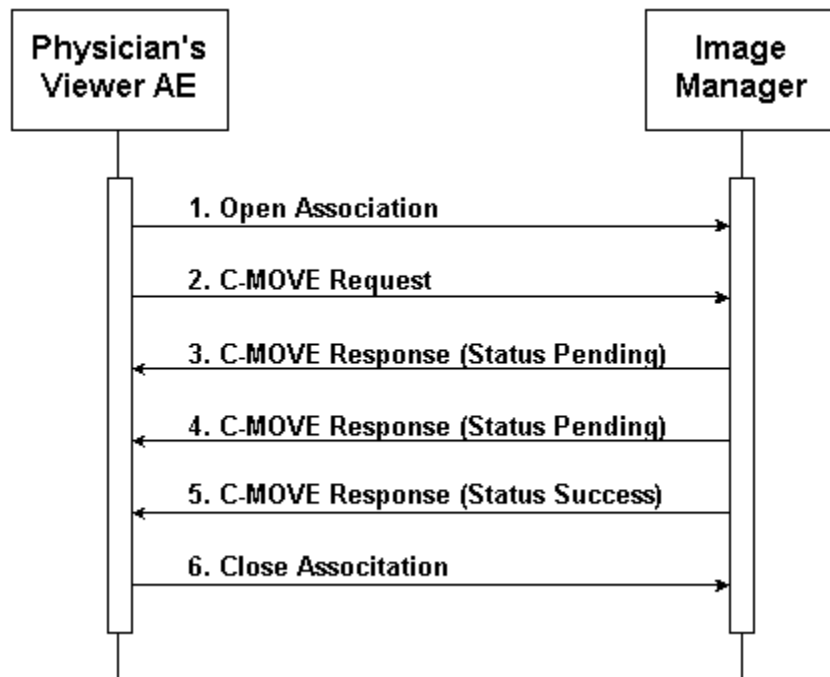 Physician's
Viewer AE
Image
Manager
1. Open Association
2. C-MOVE Request
3. C-MOVE Response (Status Pending)
4. C-MOVE Response (Status Pending)
5. C-MOVE Response (Status Success)
6. Close Associtation